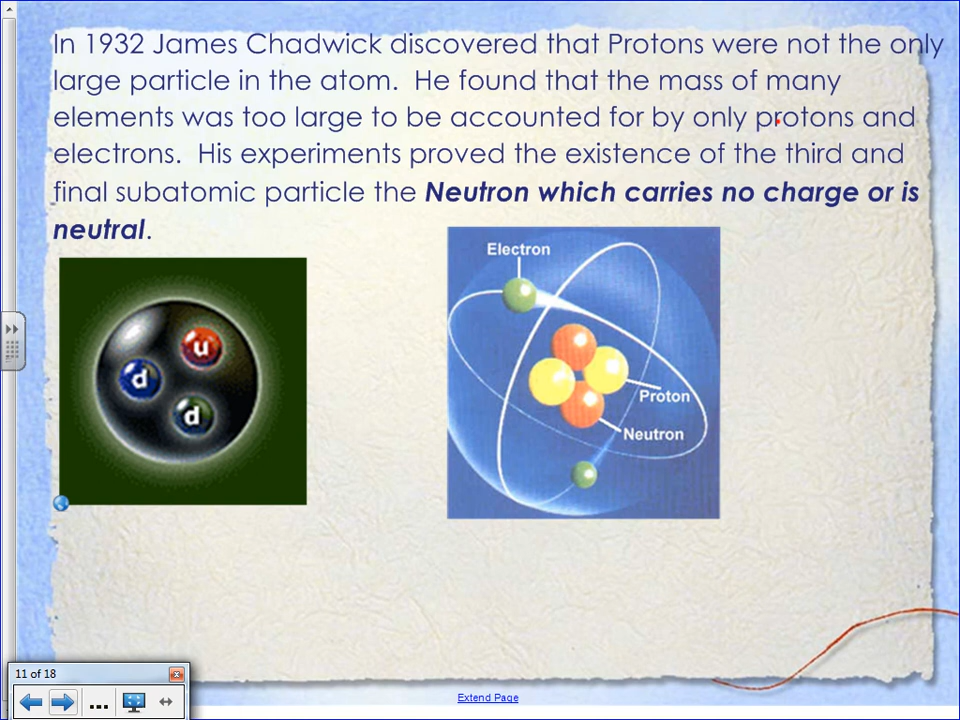 In 1932 James Chadwick discovered that Protons were not the only
large particle in the atom.  He found that the mass of many
elements was too large to be accounted for by only protons and
electrons.  His experiments proved the existence of the third and
final subatomic particle the Neutron which carries no charge or is
neutral.
Electron
u
d
d
Proton
Neutron
11 of 18
...
Extend Page